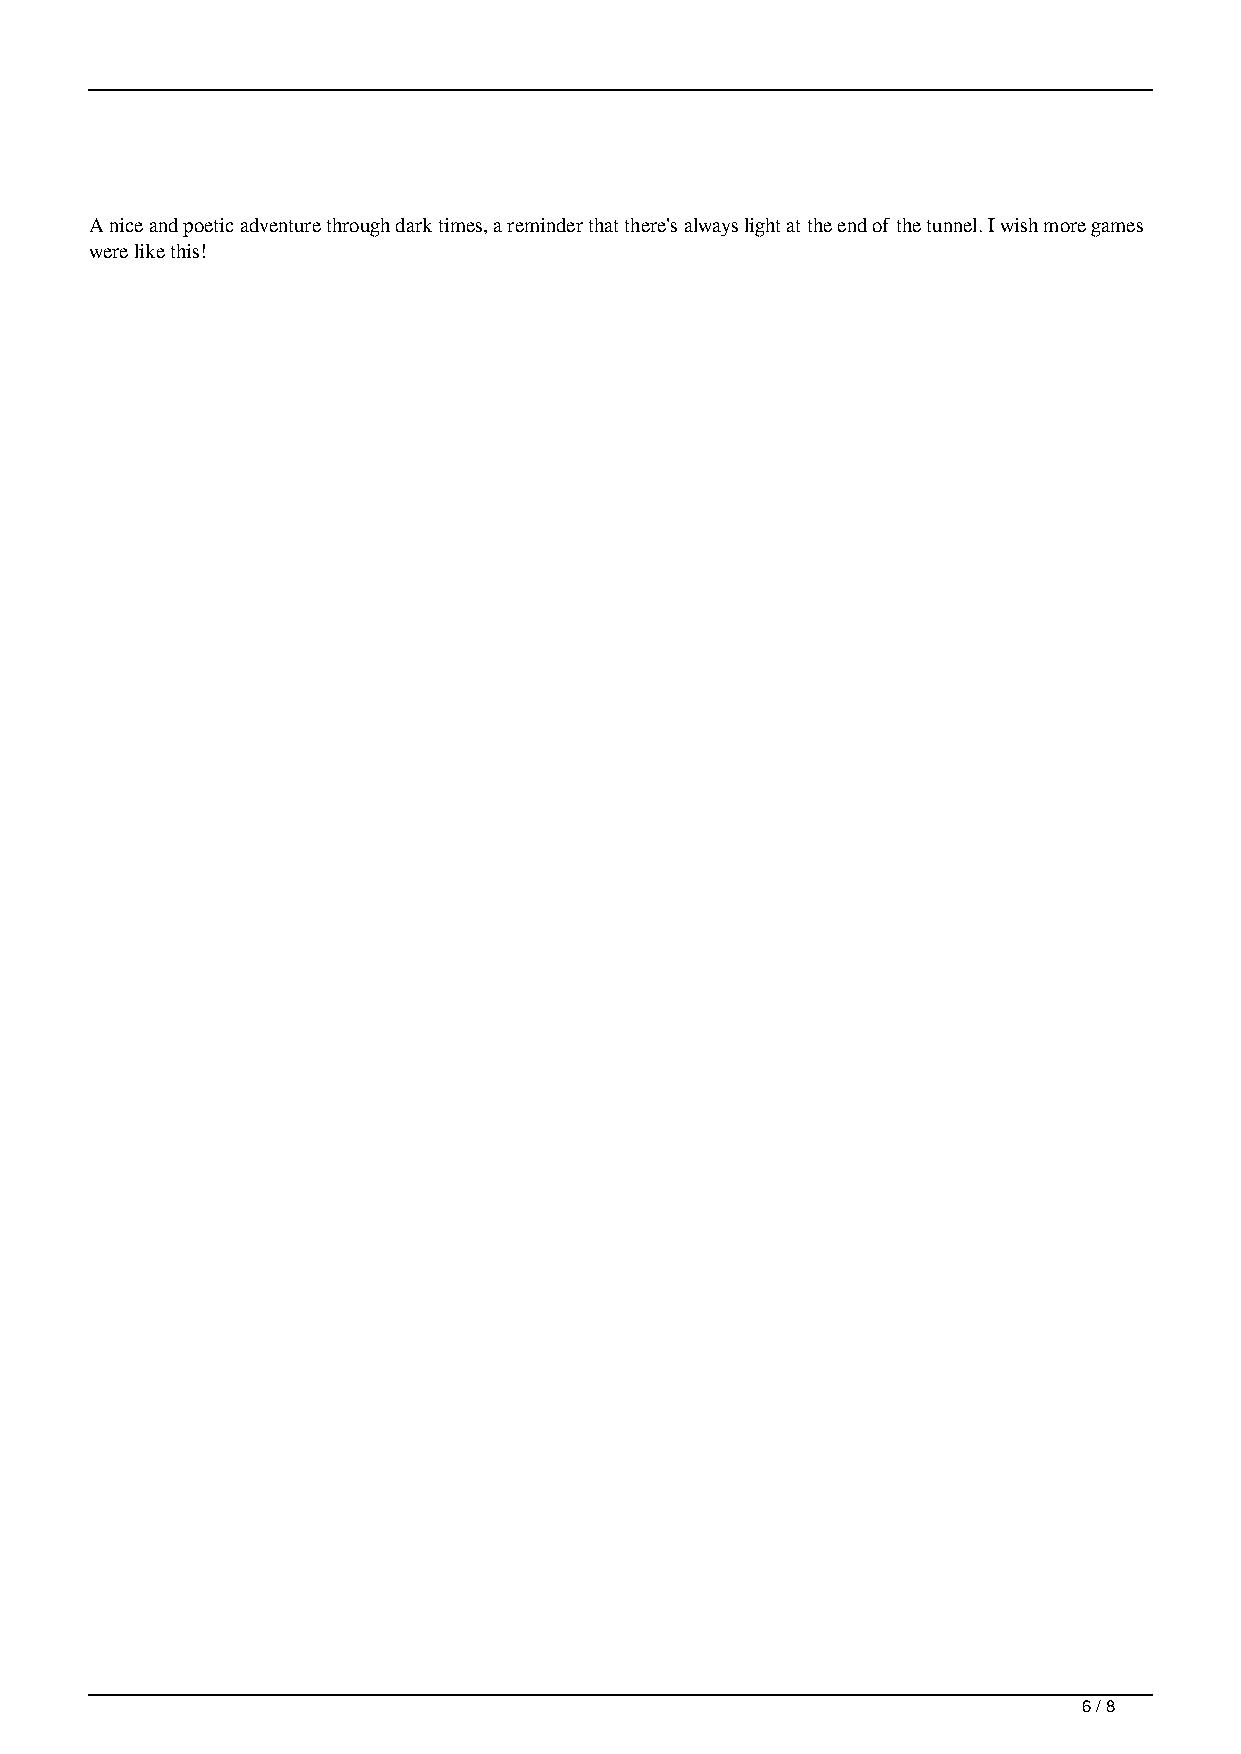 A nice and poetic adventure through dark times, a reminder that there's always light at the end of the tunnel. I wish more games
were like this!
6 / 8